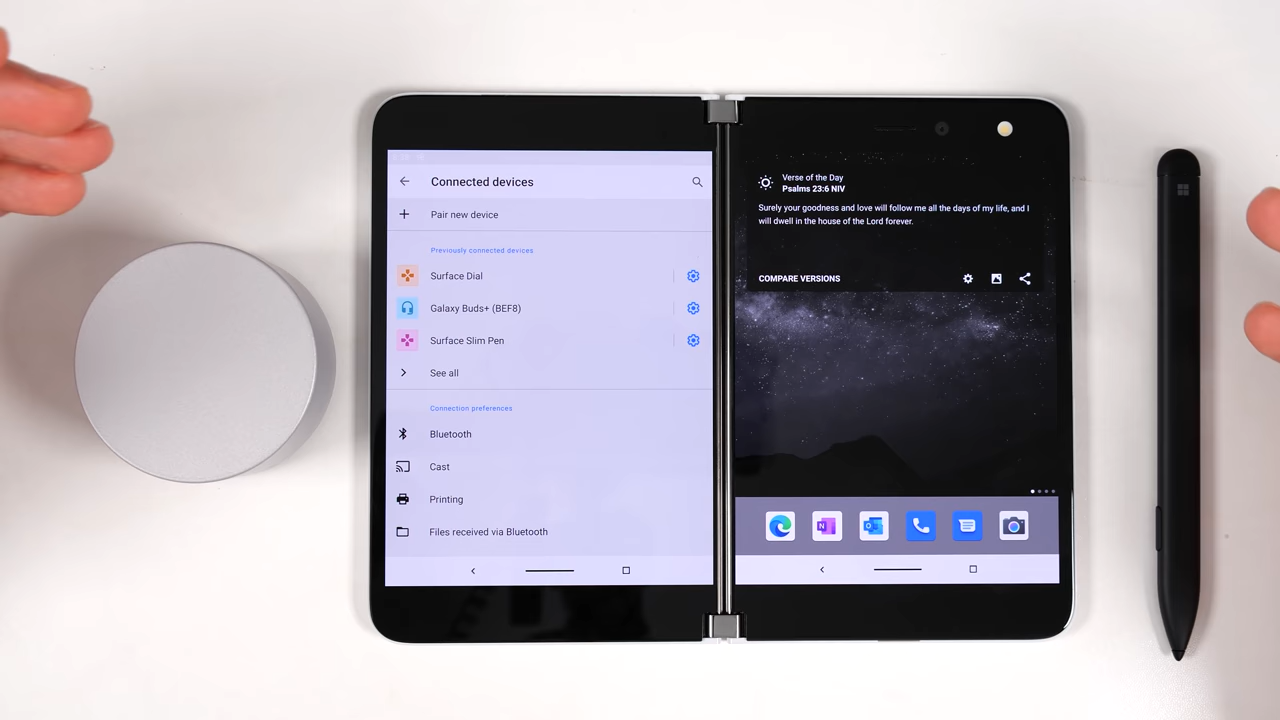 Connected devices
Pair new device
Previously connected devices
Surface Dial
Galaxy Buds+ (BEF8)
Surface Slim Pen
See all
Connection preferences
Bluetooth
Cast
Printing
Files received via Bluetooth
Verse of the Day
Psalms 23:6 NIV
Surely your goodness and love will follow me all the days of my life, and I
will dwell in the house of the Lord forever.
COMPARE VERSIONS
N